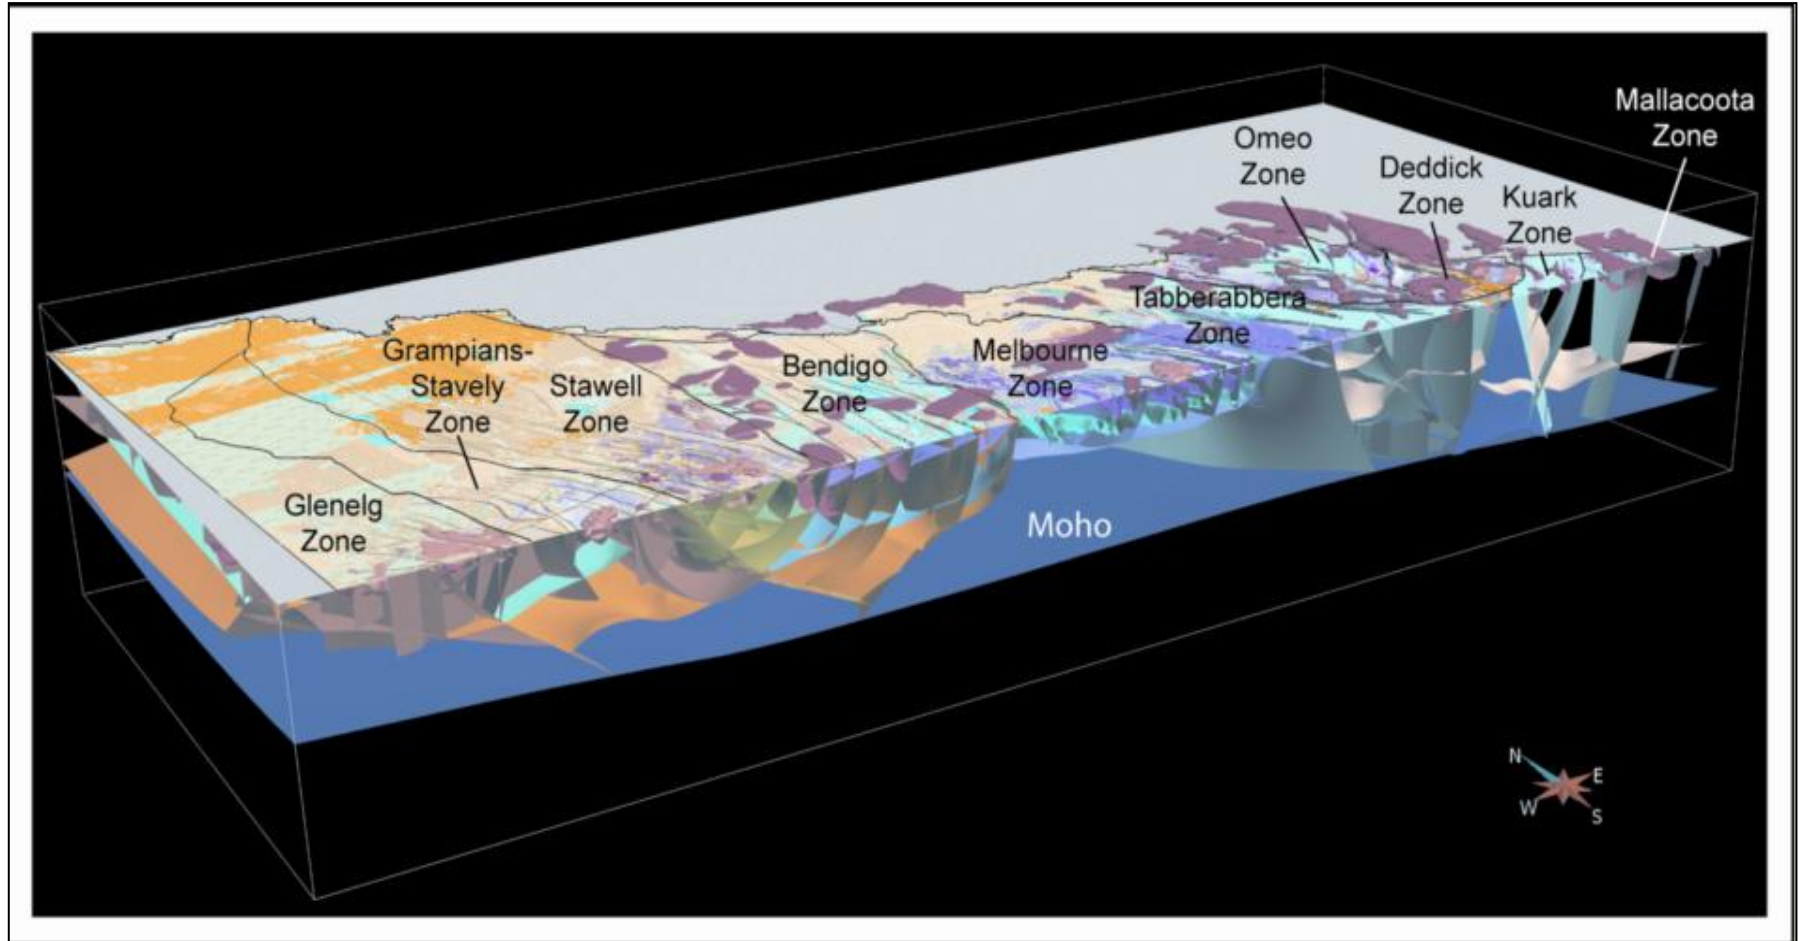 Mallacoota
Zone
Omeo
Zone
Deddick
Zone
Kuark
Zone
Tabberabbera
Zone
Grampians-
Stavely
Zone
Stawell
Zone
Bendigo
Zone
Melbourne
Zone
Glenelg
Zone
Moho
N
E
W
S